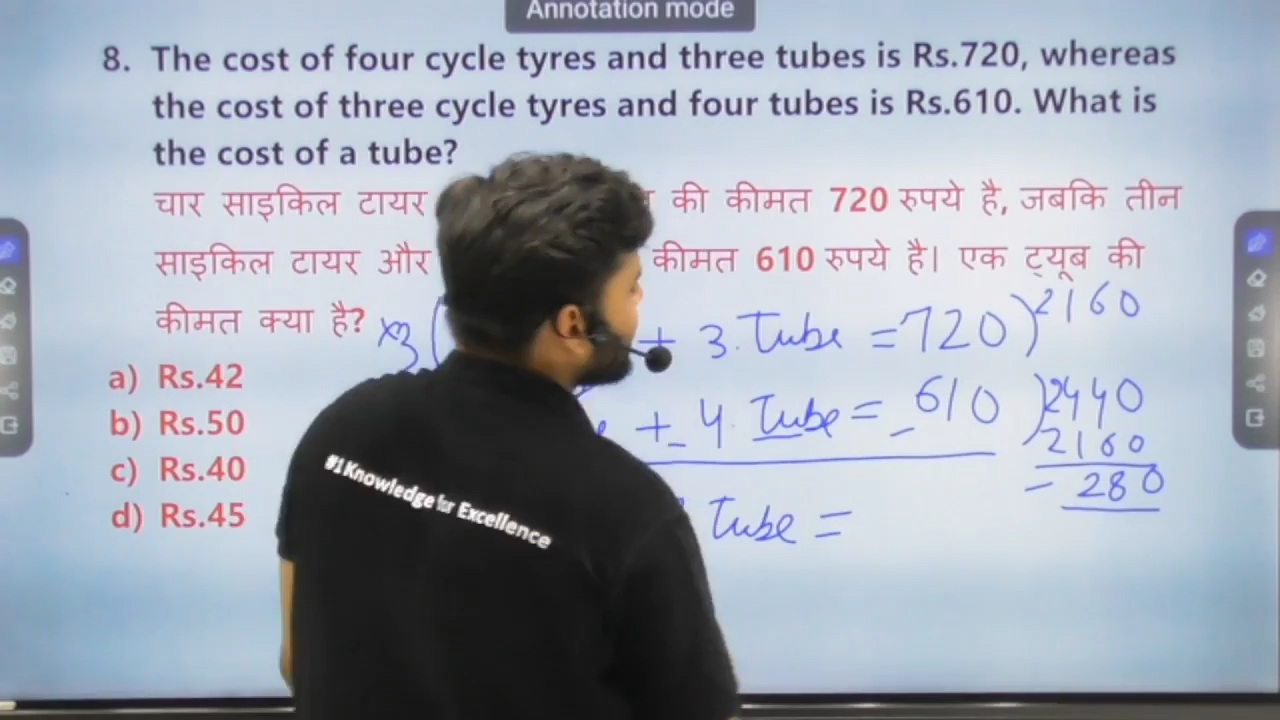 Annotation mode
8. The cost of four cycle tyres and three tubes is Rs.720, whereas
the cost of three cycle tyres and four tubes is Rs.610. What is
the cost of a tube?
चार साइकिल टायर की कीमत 720 रुपये है, जबकि तीन
साइकिल टायर और कीमत 610 रुपये है। एक ट्यूब की
कीमत क्या है?
×3( + 3. Tube = 720) 2160
+ 4. Tube = 610 ) 2440
2160
- 280
Tube =
a) Rs.42
b) Rs.50
c) Rs.40
d) Rs.45
#1 Knowledge for Excellence